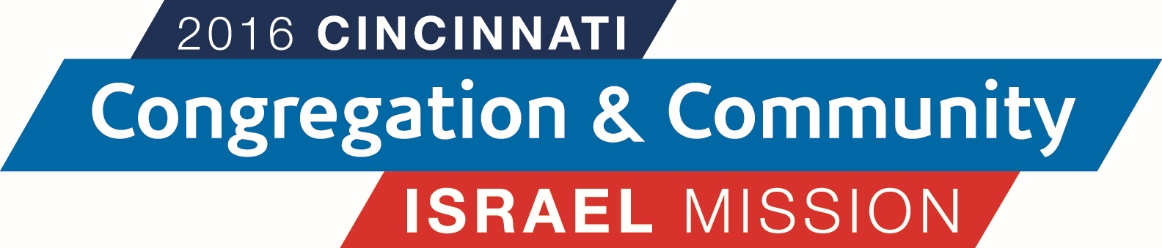 2016 CINCINNATI
Congregation & Community
ISRAEL MISSION